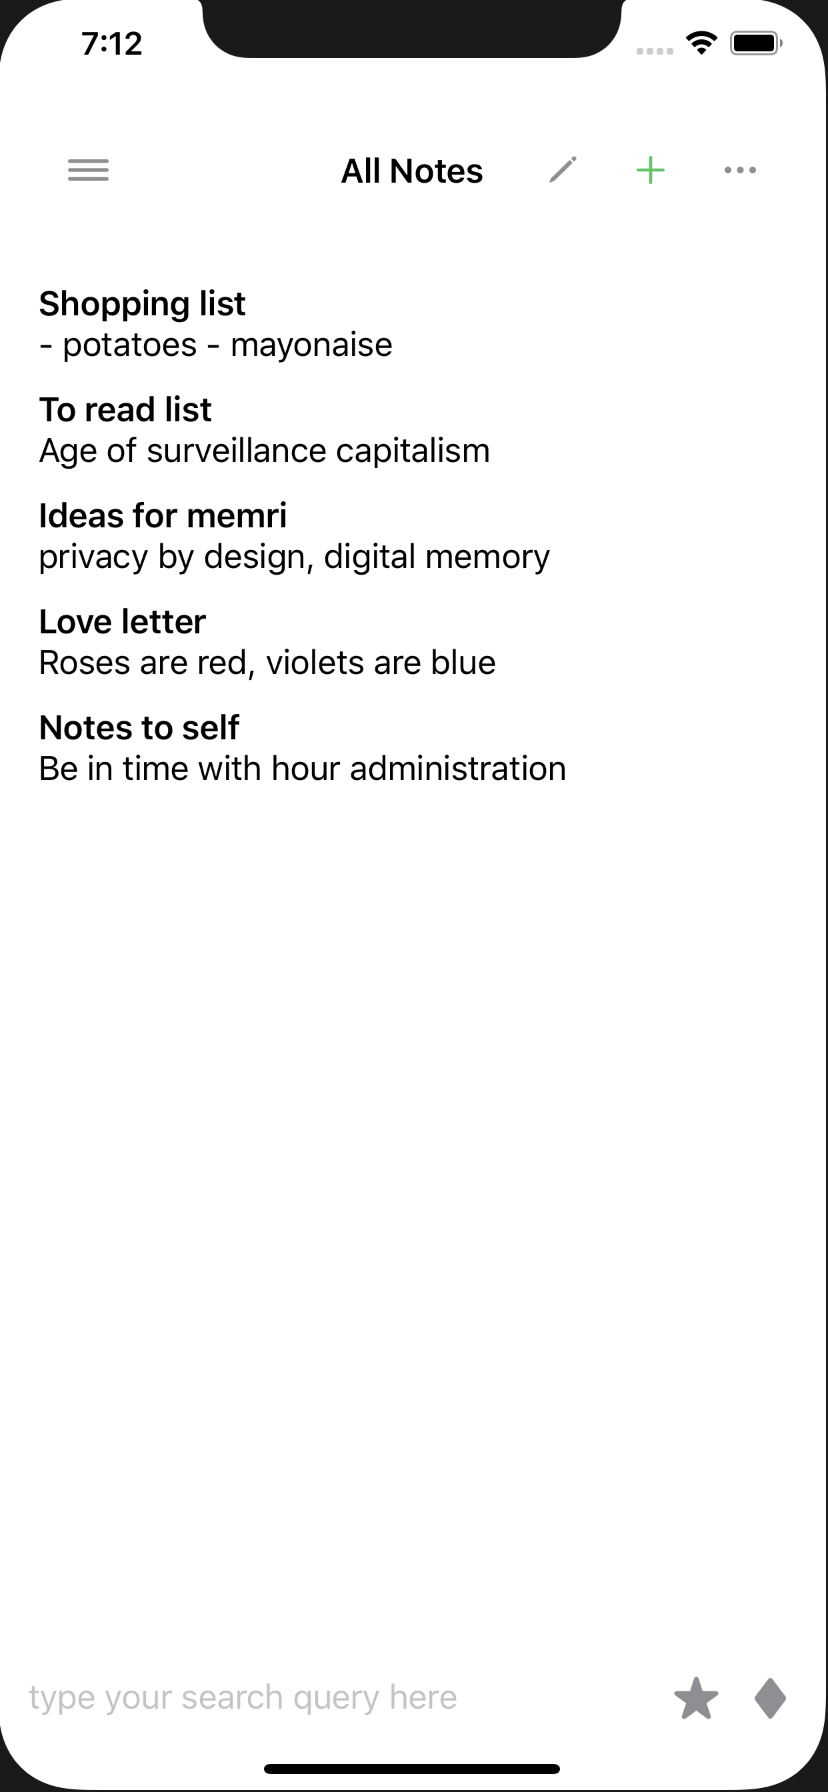 7:12
All Notes
Shopping list
- potatoes - mayonaise
To read list
Age of surveillance capitalism
Ideas for memri
privacy by design, digital memory
Love letter
Roses are red, violets are blue
Notes to self
Be in time with hour administration
type your search query here